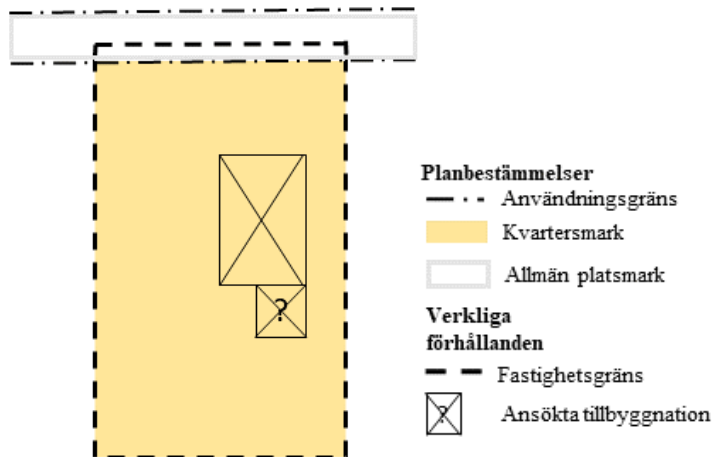 ?
Planbestämmelser
Användningsgräns
Kvartersmark
Allmän platsmark
Verkliga
förhållanden
Fastighetsgräns
? Ansökta tillbyggnation